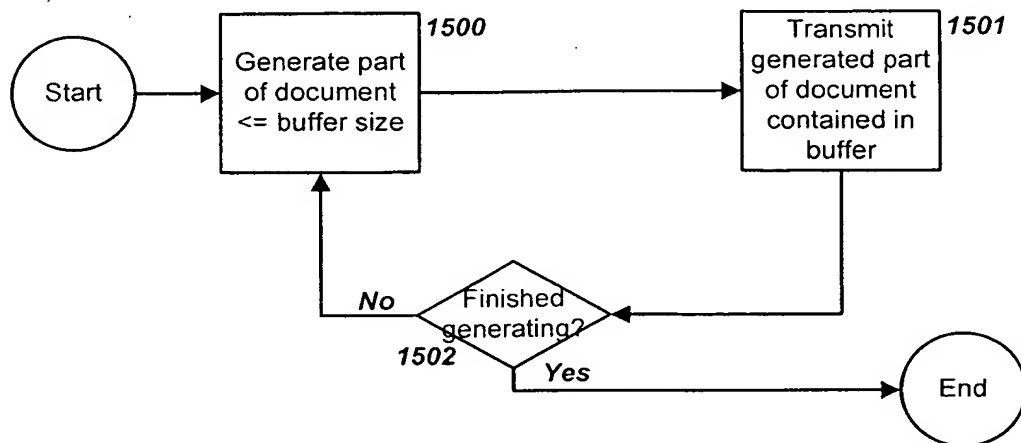 Start
1500
Generate part
of document
<= buffer size
1501
Transmit
generated part
of document
contained in
buffer
No
Finished
generating?
1502
Yes
End